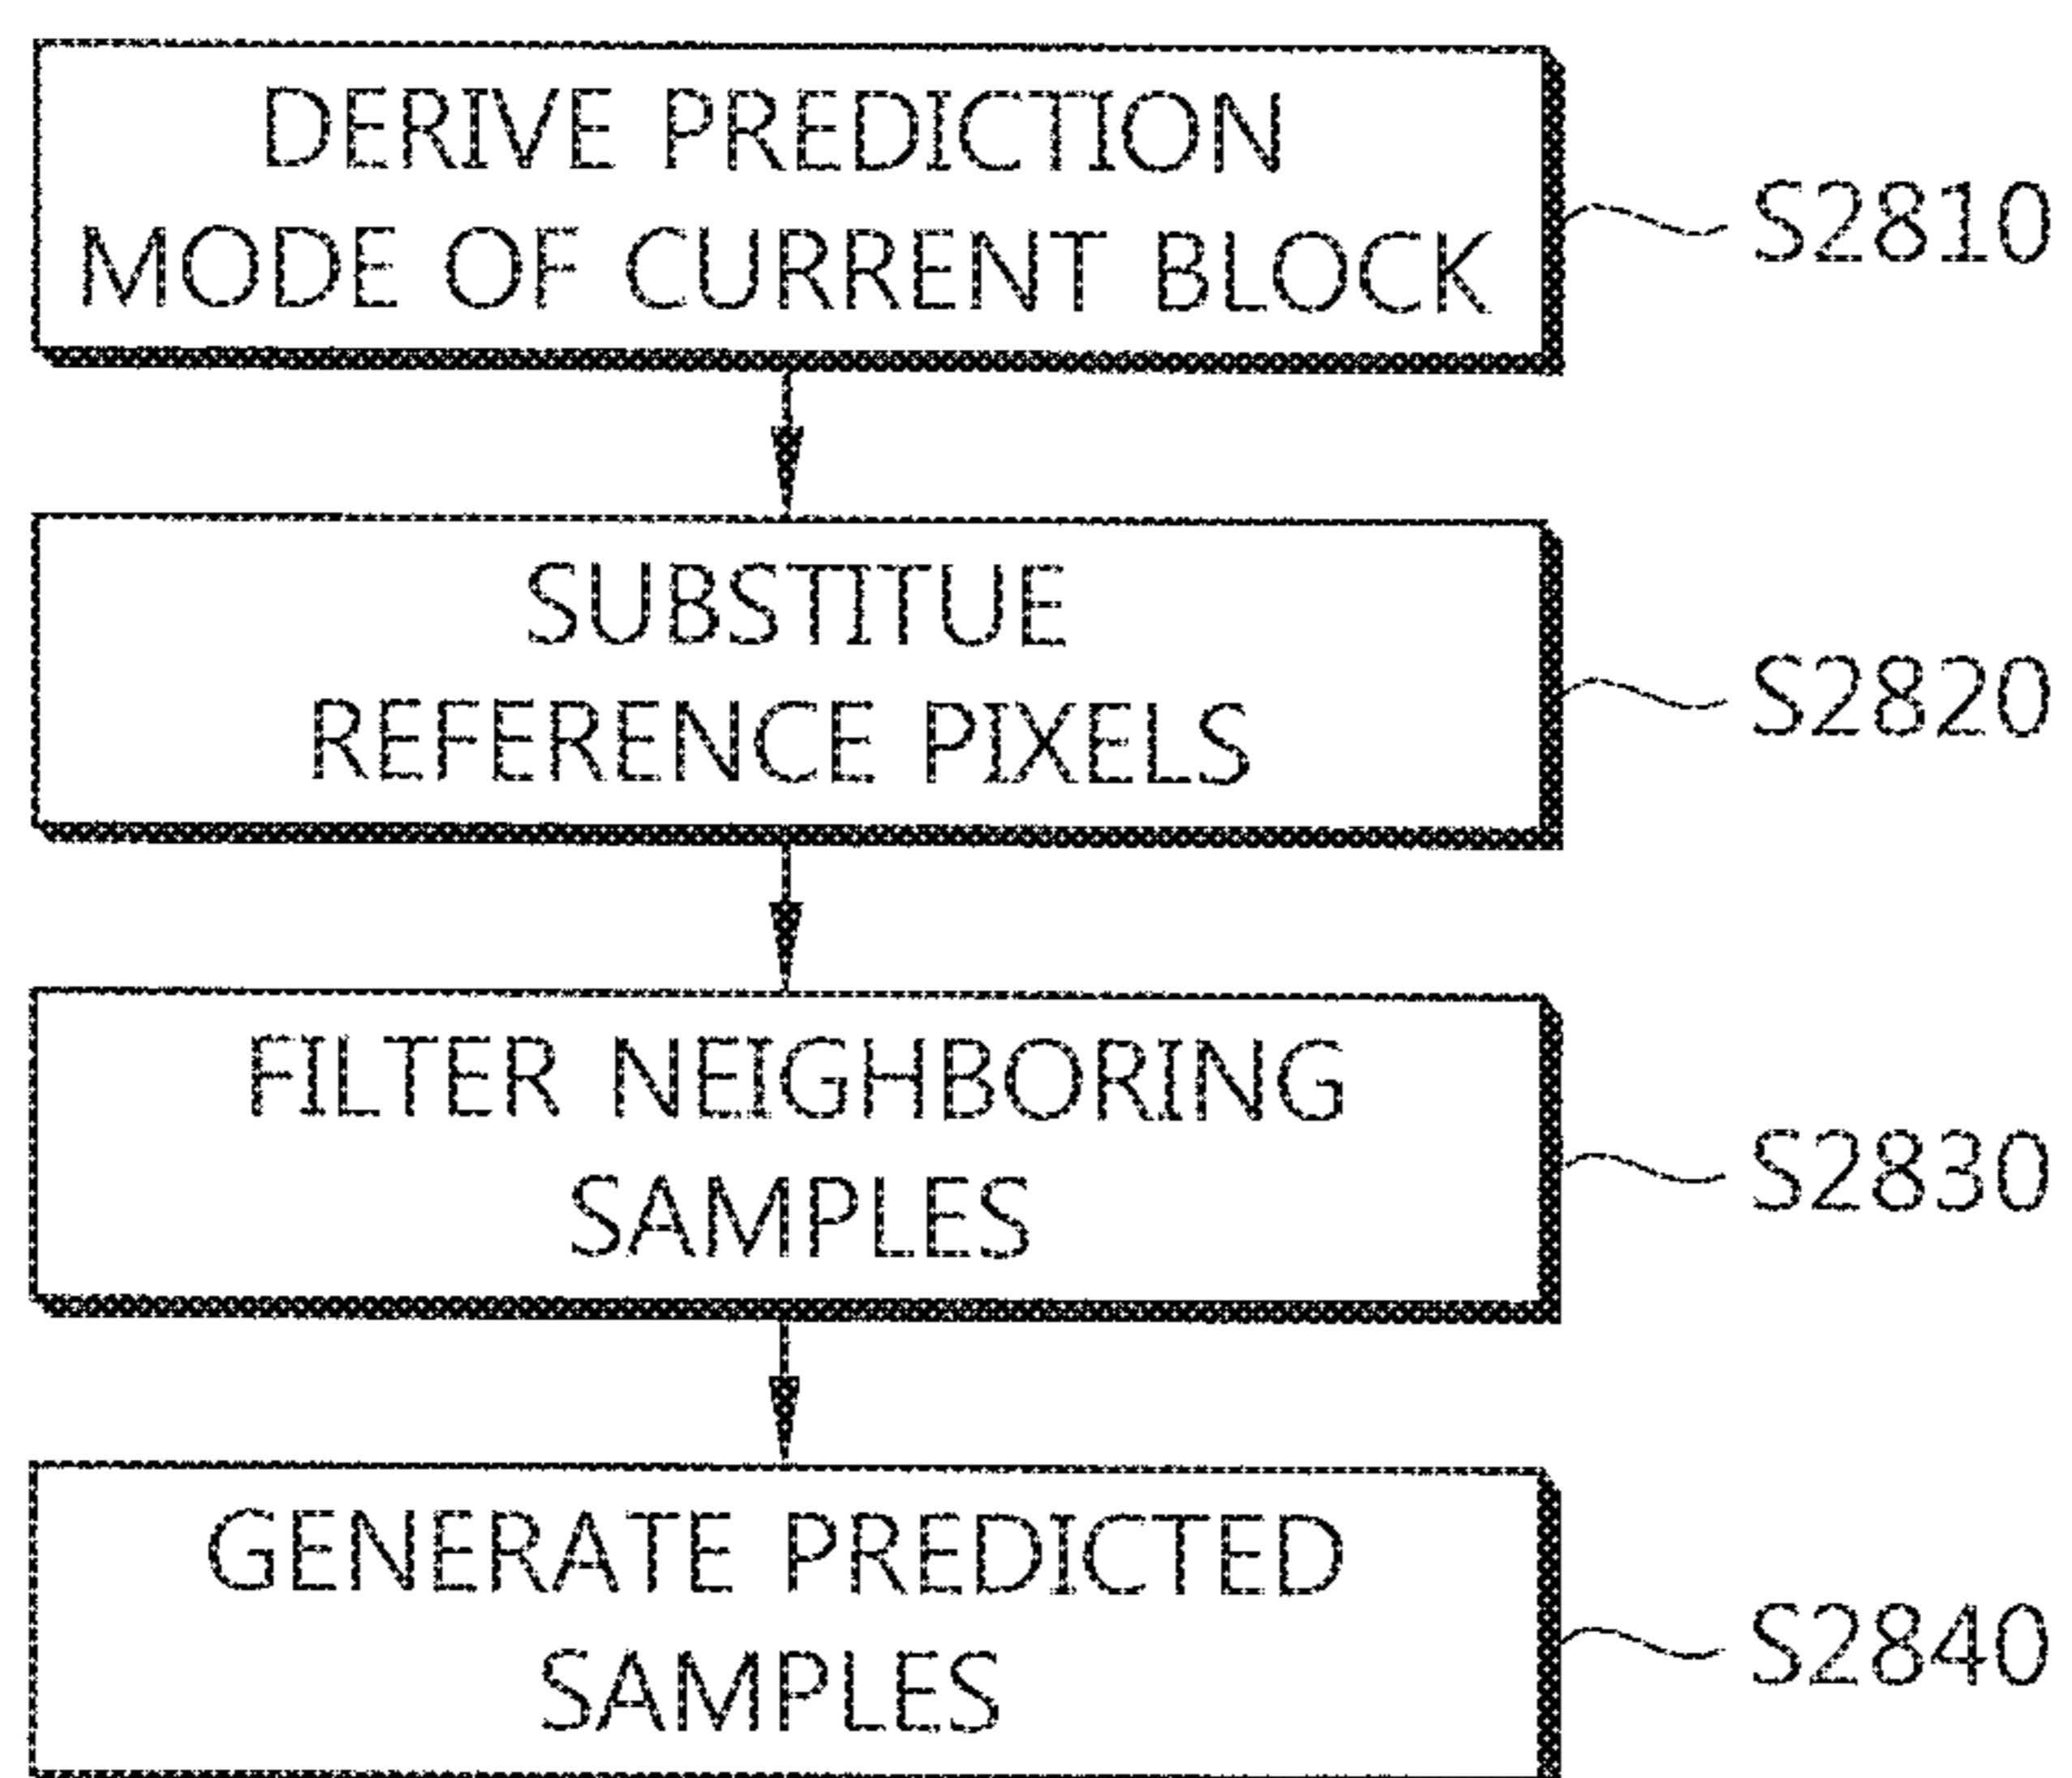 DERIVE PREDICTION
MODE OF CURRENT BLOCK
S2810
SUBSTITUE
REFERENCE PIXELS
S2820
FILTER NEIGHBORING
SAMPLES
S2830
GENERATE PREDICTED
SAMPLES
S2840